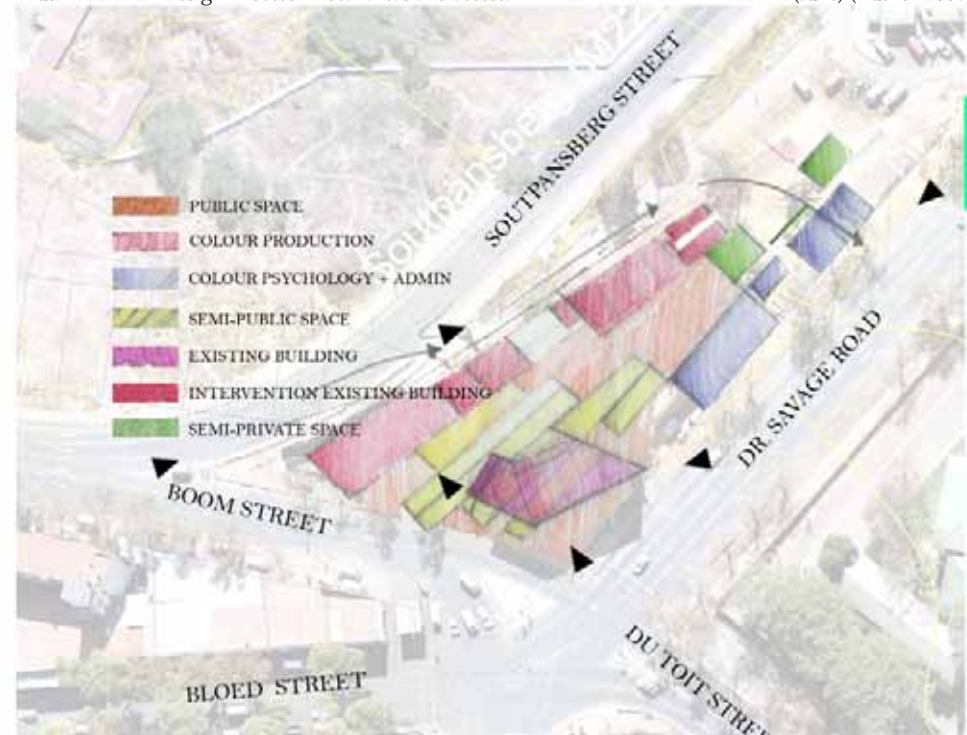 SOUTPANSBERG STREET
PUBLIC SPACE
COLOUR PRODUCTION
COLOUR PSYCHOLOGY + ADMIN
SEMI-PUBLIC SPACE
EXISTING BUILDING
INTERVENTION EXISTING BUILDING
SEMI-PRIVATE SPACE
DR. SAVAGE ROAD
BOOM STREET
BLOED STREET
DU TOIT STREE